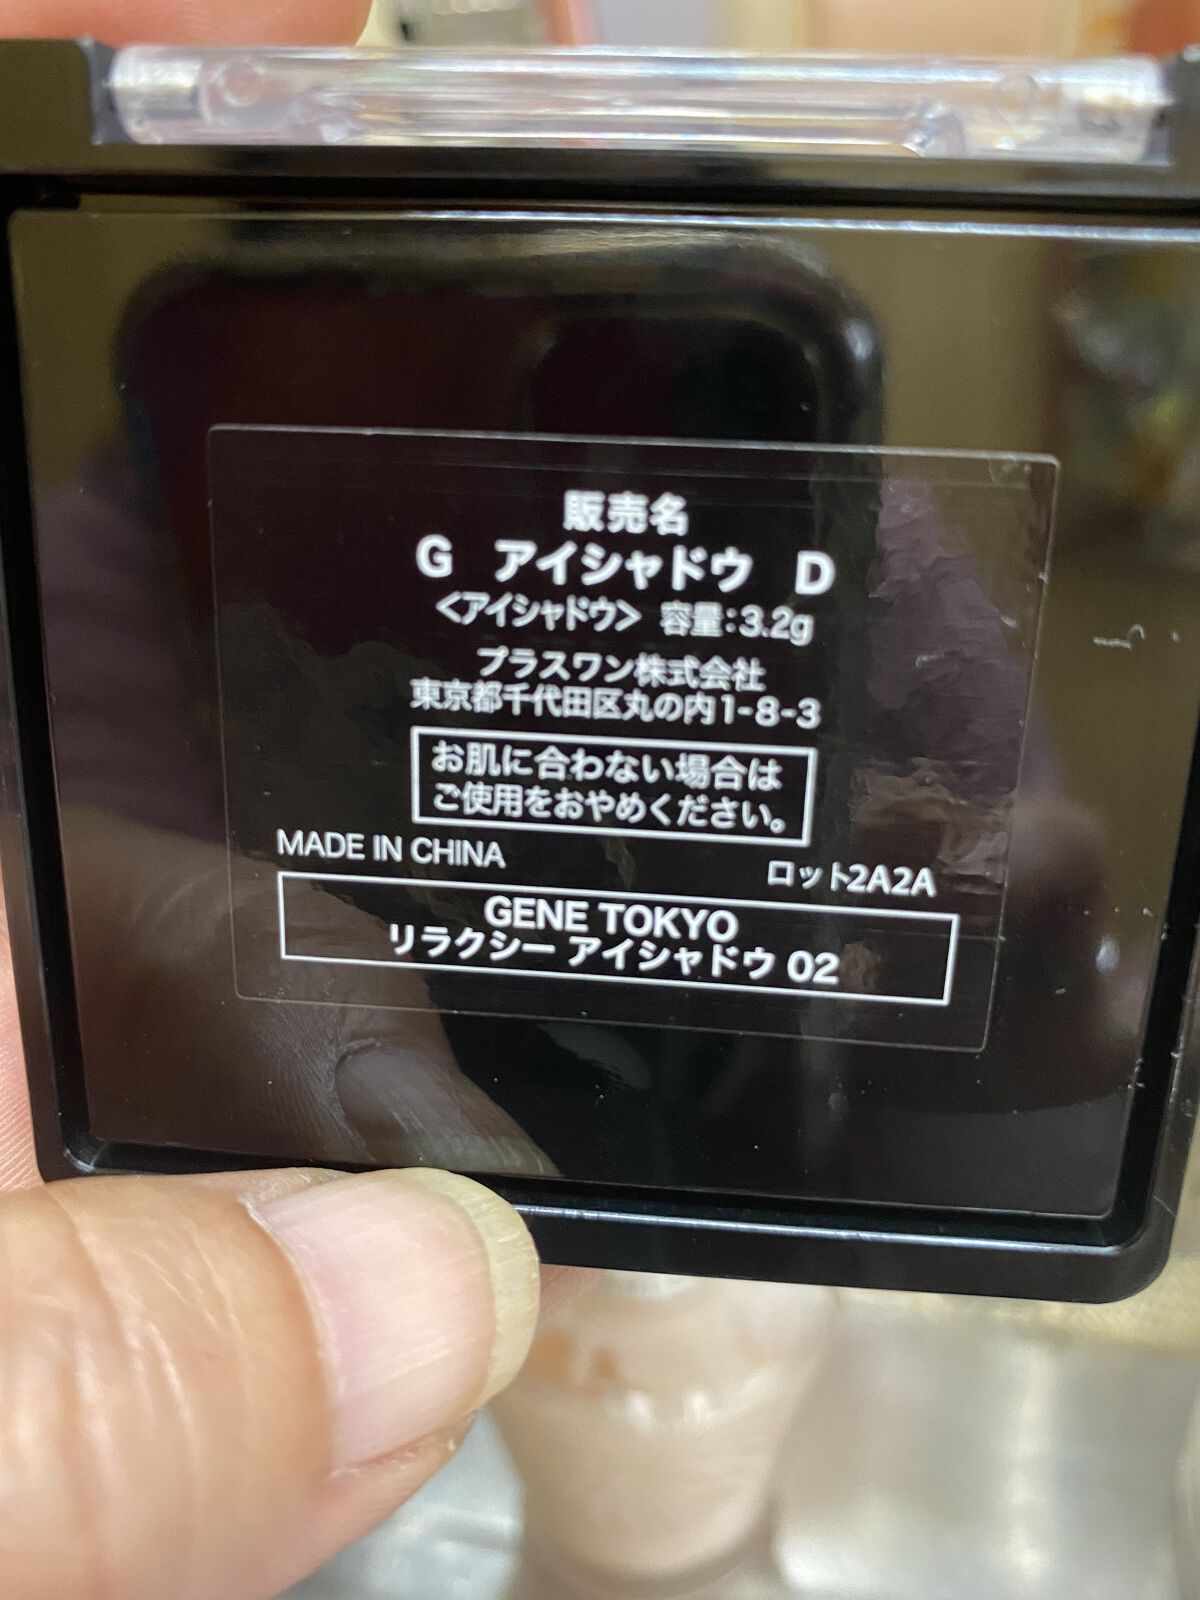 販売名
G アイシャドウ D
<アイシャドウ> 容量:3.2g
プラスワン株式会社
東京都千代田区丸の内1-8-3
お肌に合わない場合は
ご使用をおやめください。
MADE IN CHINA ロット2A2A
GENE TOKYO
リラクシー アイシャドウ 02